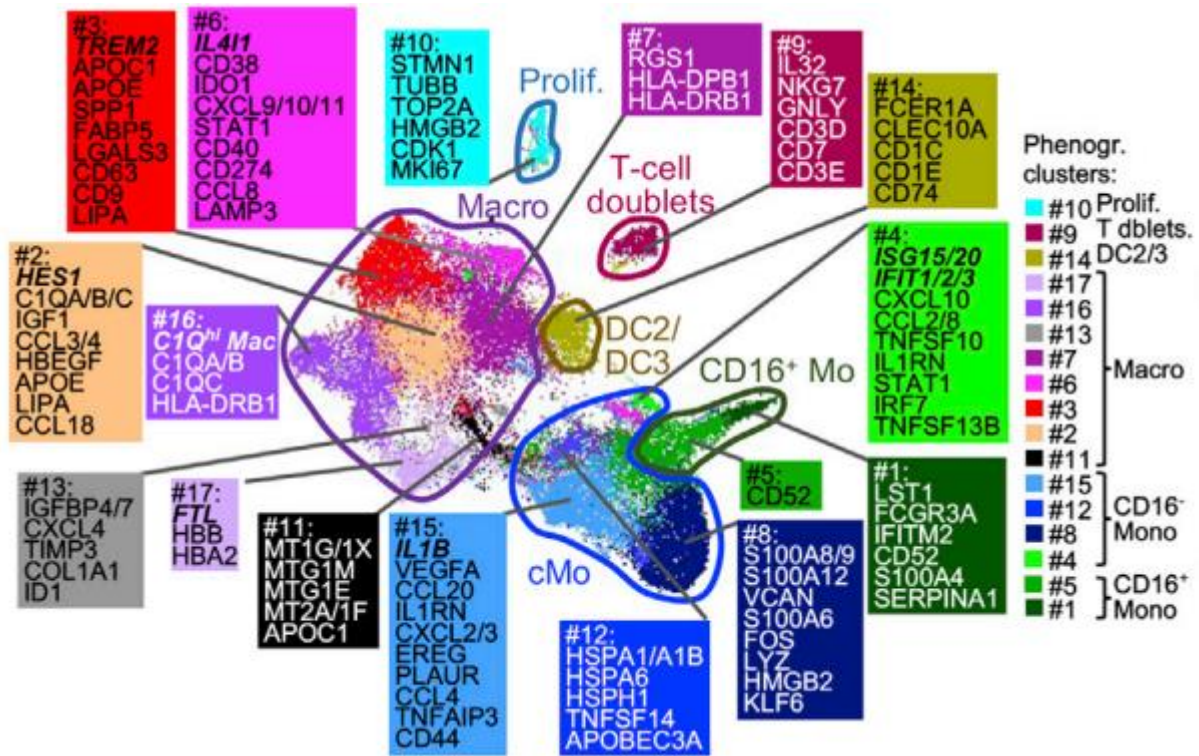 #3:
TREM2
APOC1
APOE
SPP1
FABP5
LGALS3
CD63
CD9
LIPA
#6:
IL4I1
CD38
IDO1
CXCL9/10/11
STAT1
CD40
CD274
CCL8
LAMP3
#10:
STMN1
TUBB
TOP2A
HMGB2
CDK1
MKI67
Prolif.
#7:
RGS1
HLA-DPB1
HLA-DRB1
#9:
IL32
NKG7
GNLY
CD3D
CD7
CD3E
#14:
FCER1A
CLEC10A
CD1C
CD1E
CD74
T-cell
doublets
Macro
#2:
HES1
C1QA/B/C
IGF1
CCL3/4
HBEGF
APOE
LIPA
CCL18
#16:
C1Qhi Mac
C1QA/B
C1QC
HLA-DRB1
DC2/
DC3
CD16+ Mo
#4:
ISG15/20
IFIT1/2/3
CXCL10
CCL2/8
TNFSF10
IL1RN
STAT1
IRF7
TNFSF13B
#13:
IGFBP4/7
CXCL4
TIMP3
COL1A1
ID1
#17:
FTL
HBB
HBA2
#11:
MT1G/1X
MTG1M
MTG1E
MT2A/1F
APOC1
#15:
IL1B
VEGFA
CCL20
IL1RN
CXCL2/3
EREG
PLAUR
CCL4
TNFAIP3
CD44
cMo
#12:
HSPA1/A1B
HSPA6
HSPH1
TNFSF14
APOBEC3A
#5:
CD52
#8:
S100A8/9
S100A12
VCAN
S100A6
FOS
LYZ
HMGB2
KLF6
#1:
LST1
FCGR3A
IFITM2
CD52
S100A4
SERPINA1
Phenogr.
clusters:
#10 Prolif.
#9 T dblets.
#14 DC2/3
#17
#16
#13
#7
#6
#3
#2
#11
Macro
#15
#12
#8
#4
CD16-
Mono
#5
#1
CD16+
Mono